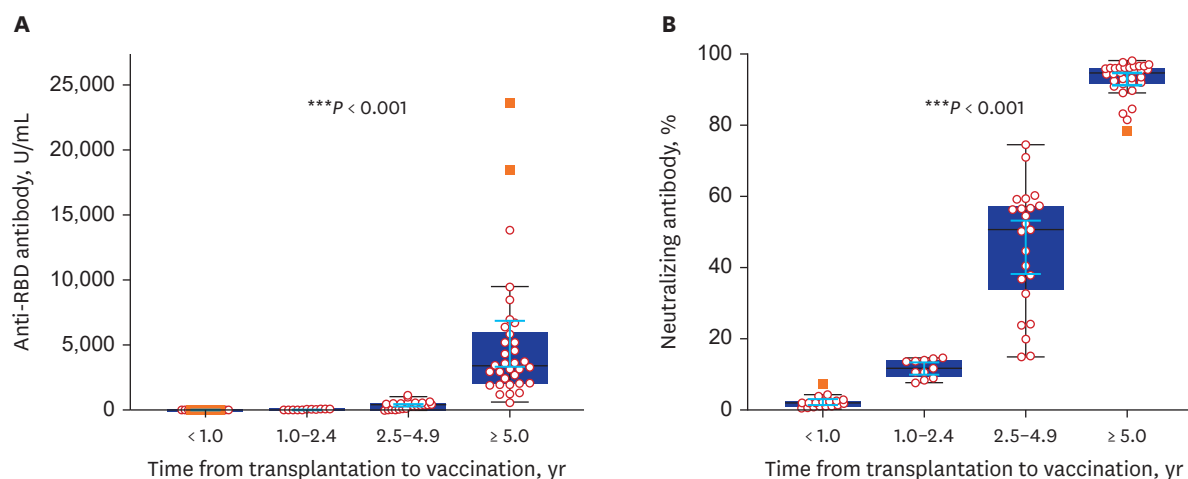 A
Anti-RBD antibody, U/mL
25,000
20,000
15,000
10,000
5,000
0
***P < 0.001
< 1.0
1.0–2.4
2.5–4.9
≥ 5.0
Time from transplantation to vaccination, yr
B
Neutralizing antibody, %
100
80
60
40
20
0
***P < 0.001
< 1.0
1.0–2.4
2.5–4.9
≥ 5.0
Time from transplantation to vaccination, yr